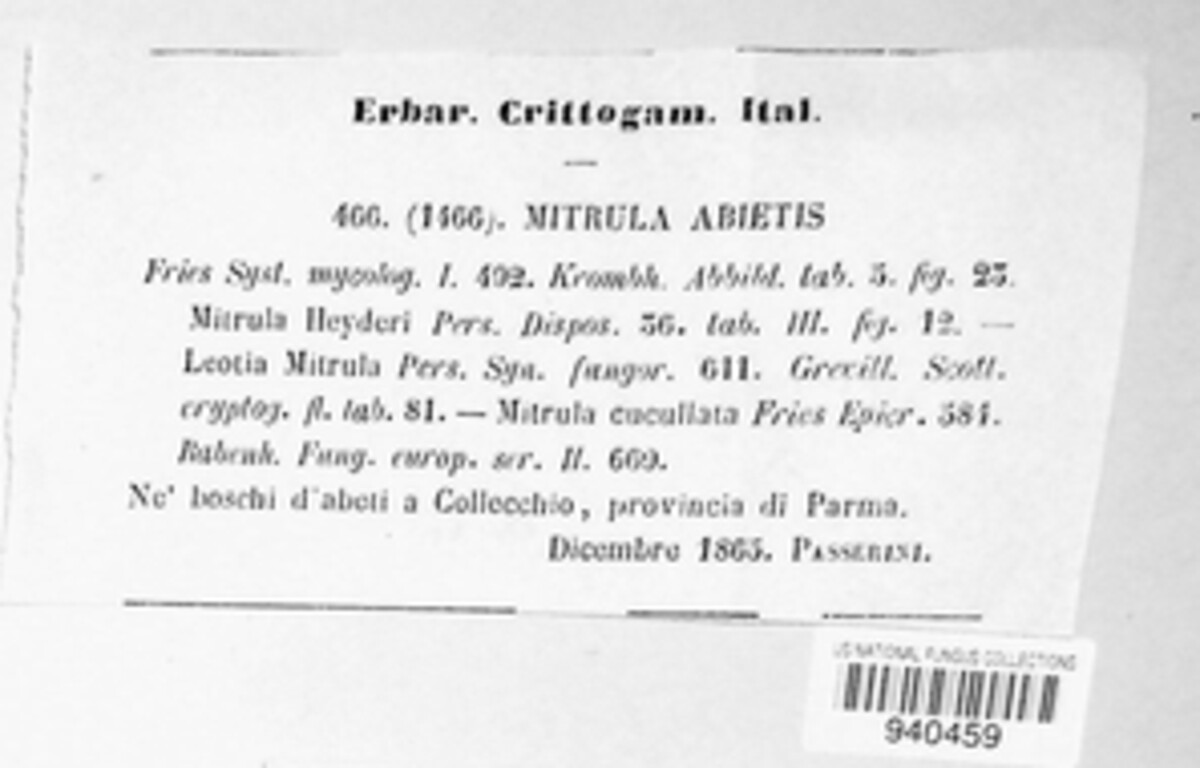 Erbar. Crittogam. Ital.
466. (1466). MITRULA ABIETIS
Fries Syst. mycolog. I. 492. Krombh. Abbild. tab. 5. fig. 23.
Mitrula Heyderi Pers. Dispos. 36. tab. III. fig. 12. —
Leotia Mitrula Pers. Syn. fungor. 611. Grevill. Scott.
cryptog. fl. tab. 81. — Mitrula cucullata Fries Epicr. 584.
Rabenh. Fung. europ. ser. II. 669.
Ne' boschi d'abeti a Collecchio, provincia di Parma.
Dicembre 1865. PASSERINI.
US NATIONAL FUNGUS COLLECTIONS
940459